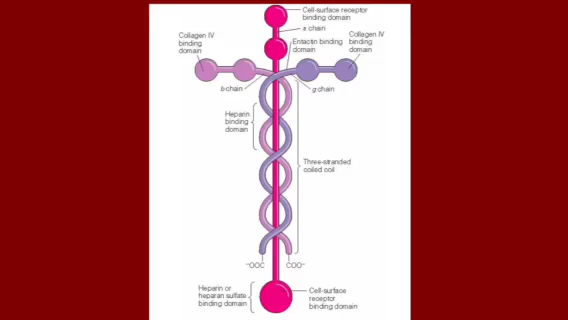 Cell-surface receptor
binding domain
a chain
Collagen IV
binding
domain
Entactin binding
domain
Collagen IV
binding
domain
b chain
g chain
Heparin
binding
domain
Three-stranded
coiled coil
⁻OOC
COO⁻
Heparin or
heparan sulfate
binding domain
Cell-surface
receptor
binding domain